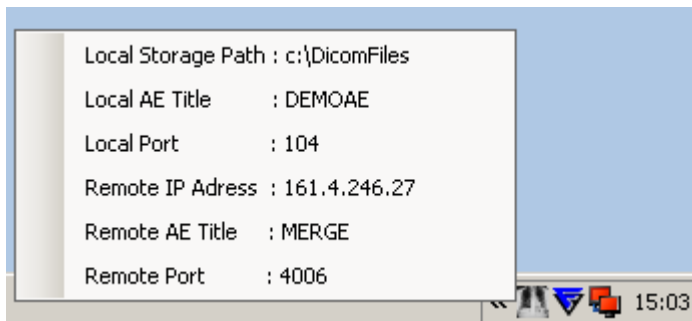 Local Storage Path : c:\DicomFiles
Local AE Title : DEMOAE
Local Port : 104
Remote IP Adress : 161.4.246.27
Remote AE Title : MERGE
Remote Port : 4006
« 15:03